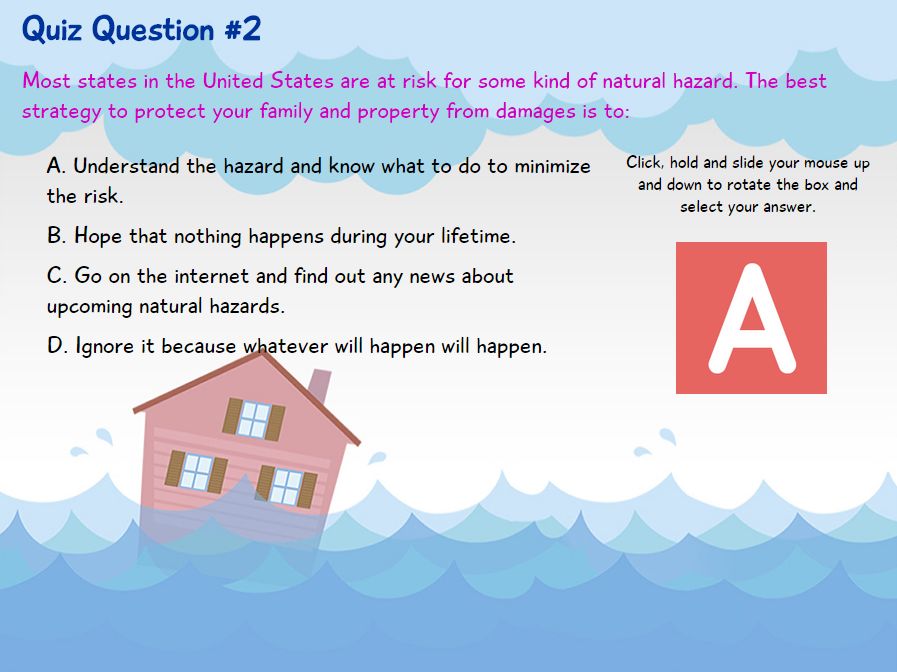 Quiz Question #2
Most states in the United States are at risk for some kind of natural hazard. The best
strategy to protect your family and property from damages is to:
A. Understand the hazard and know what to do to minimize
the risk.
B. Hope that nothing happens during your lifetime.
C. Go on the internet and find out any news about
upcoming natural hazards.
D. Ignore it because whatever will happen will happen.
Click, hold and slide your mouse up
and down to rotate the box and
select your answer.
A